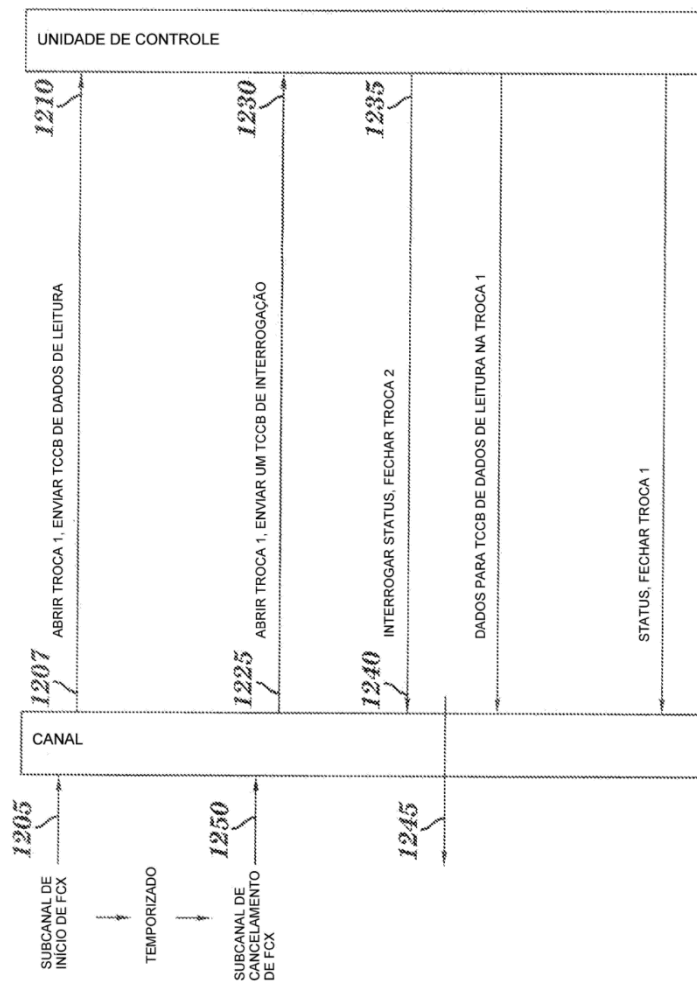 UNIDADE DE CONTROLE
1210
1230
1235
ABRIR TROCA 1, ENVIAR TCCB DE DADOS DE LEITURA
ABRIR TROCA 1, ENVIAR UM TCCB DE INTERROGAÇÃO
INTERROGAR STATUS, FECHAR TROCA 2
DADOS PARA TCCB DE DADOS DE LEITURA NA TROCA 1
STATUS, FECHAR TROCA 1
1207
1225
1240
CANAL
1205
1250
1245
SUBCANAL DE
INÍCIO DE FCX
TEMPORIZADO
SUBCANAL DE
CANCELAMENTO
DE FCX